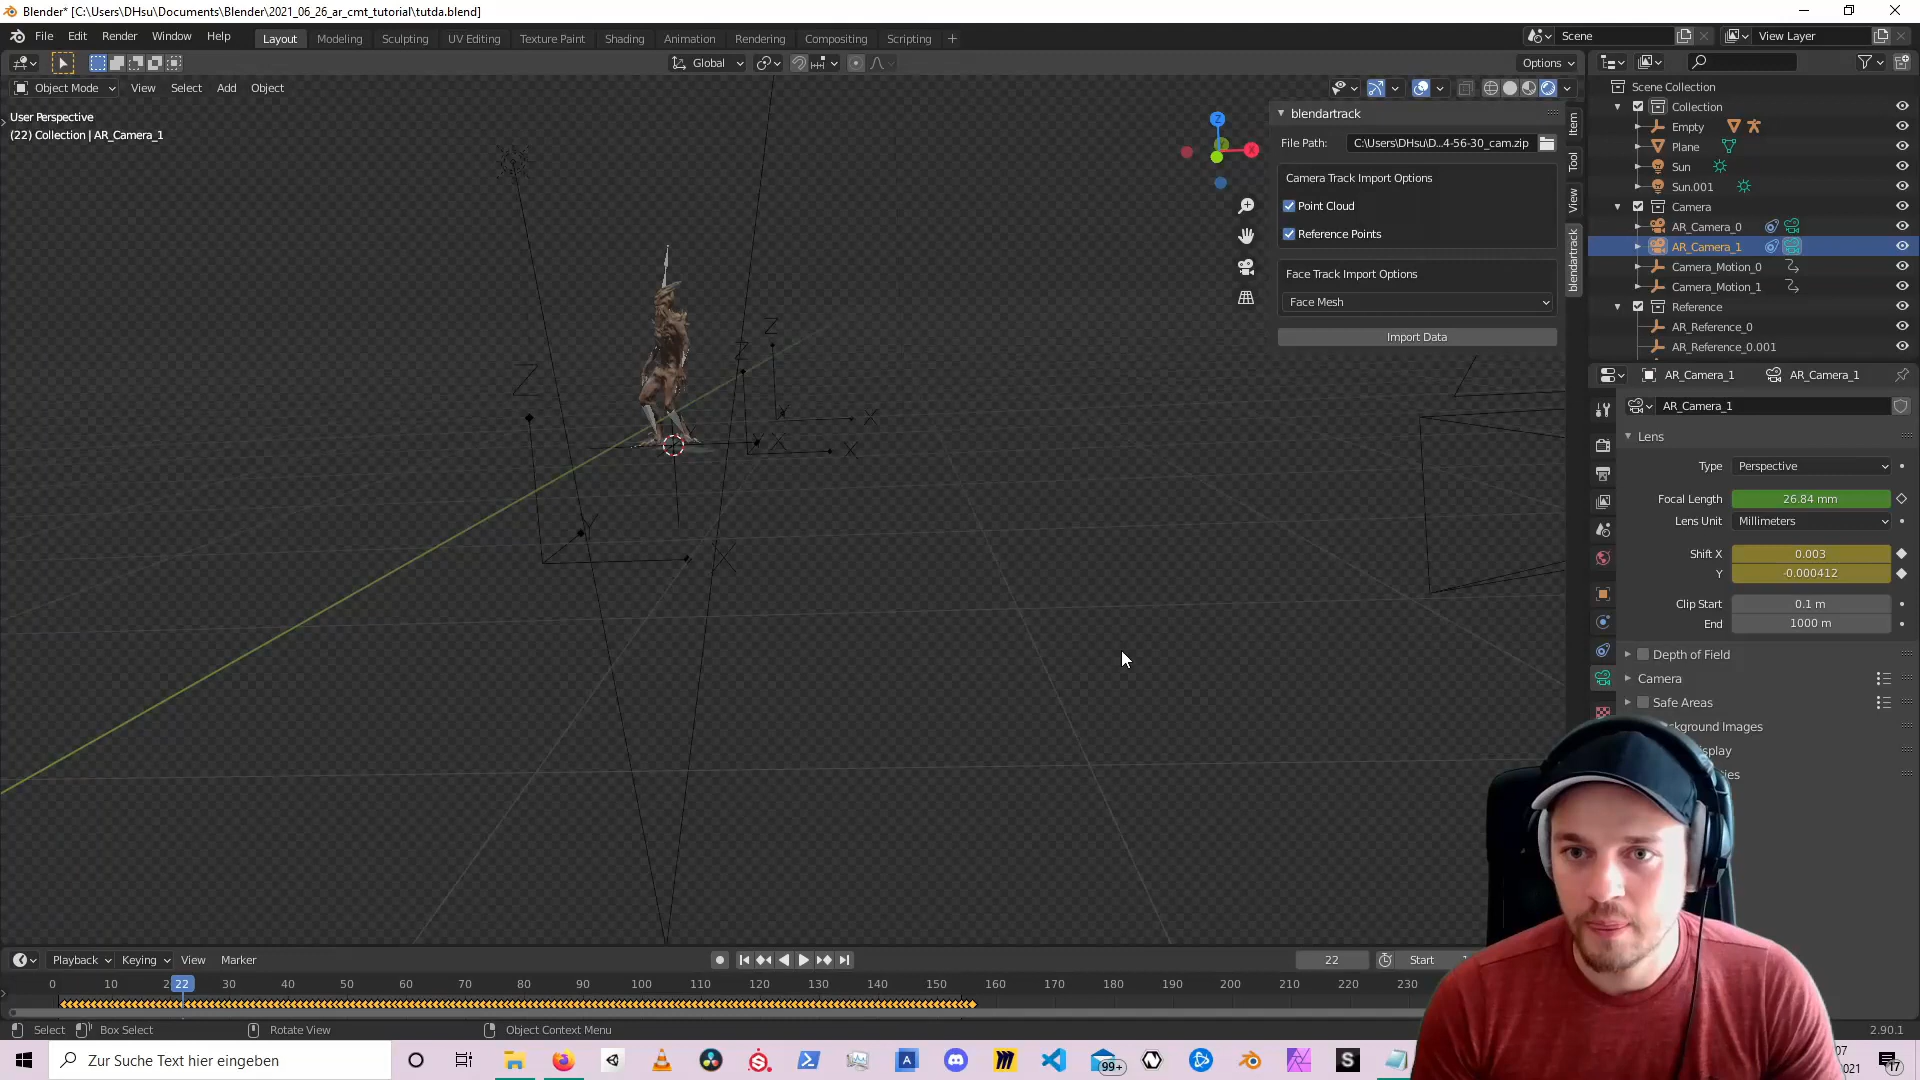 Blender* [C:\Users\DHsu\Documents\Blender\2021_06_26_ar_cmt_tutorial\tutda.blend]
File Edit Render Window Help
Layout Modeling Sculpting UV Editing Texture Paint Shading Animation Rendering Compositing Scripting +
Scene
View Layer
Global
Options
Object Mode View Select Add Object
User Perspective
(22) Collection | AR_Camera_1
Z
X
blendartrack
File Path: C:\Users\DHsu\D...4-56-30_cam.zip
Camera Track Import Options
Point Cloud
Reference Points
Face Track Import Options
Face Mesh
Import Data
Item
Tool
View
blendartrack
Scene Collection
Collection
Empty
Plane
Sun
Sun.001
Camera
AR_Camera_0
AR_Camera_1
Camera_Motion_0
Camera_Motion_1
Reference
AR_Reference_0
AR_Reference_0.001
AR_Camera_1 AR_Camera_1
AR_Camera_1
Lens
Type Perspective
Focal Length 26.84 mm
Lens Unit Millimeters
Shift X 0.003
Y -0.000412
Clip Start 0.1 m
End 1000 m
Depth of Field
Camera
Safe Areas
ckground Images
splay
ies
Z
Z
Z
X
X
X
Y
X
Playback Keying View Marker
22
Start
0 10 2 22 30 40 50 60 70 80 90 100 110 120 130 140 150 160 170 180 190 200 210 220 230
Select Box Select Rotate View Object Context Menu
2.90.1
Zur Suche Text hier eingeben
99+
07
021
17